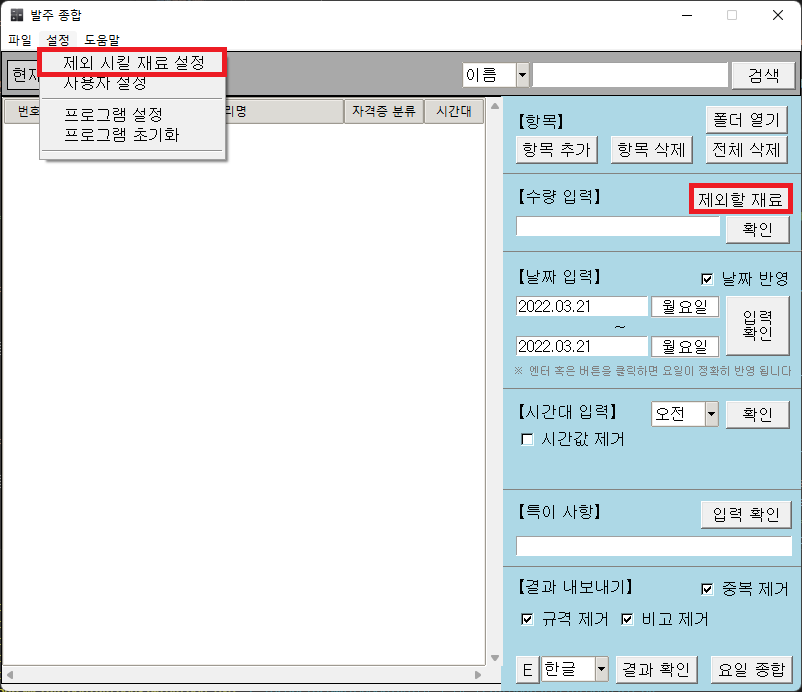 발주 종합
파일 설정 도움말
제외 시킬 재료 설정
사용자 설정
프로그램 설정
프로그램 초기화
현재
이름 검색
번호 리명 자격증 분류 시간대
【항목】 폴더 열기
항목 추가 항목 삭제 전체 삭제
【수량 입력】 제외할 재료
확인
【날짜 입력】 날짜 반영
2022.03.21 월요일
~
입력 확인
2022.03.21 월요일
※ 엔터 혹은 버튼을 클릭하면 요일이 정확히 반영 됩니다
【시간대 입력】 오전 확인
시간값 제거
【특이 사항】 입력 확인
【결과 내보내기】 중복 제거
규격 제거 비고 제거
E 한글 결과 확인 요일 종합